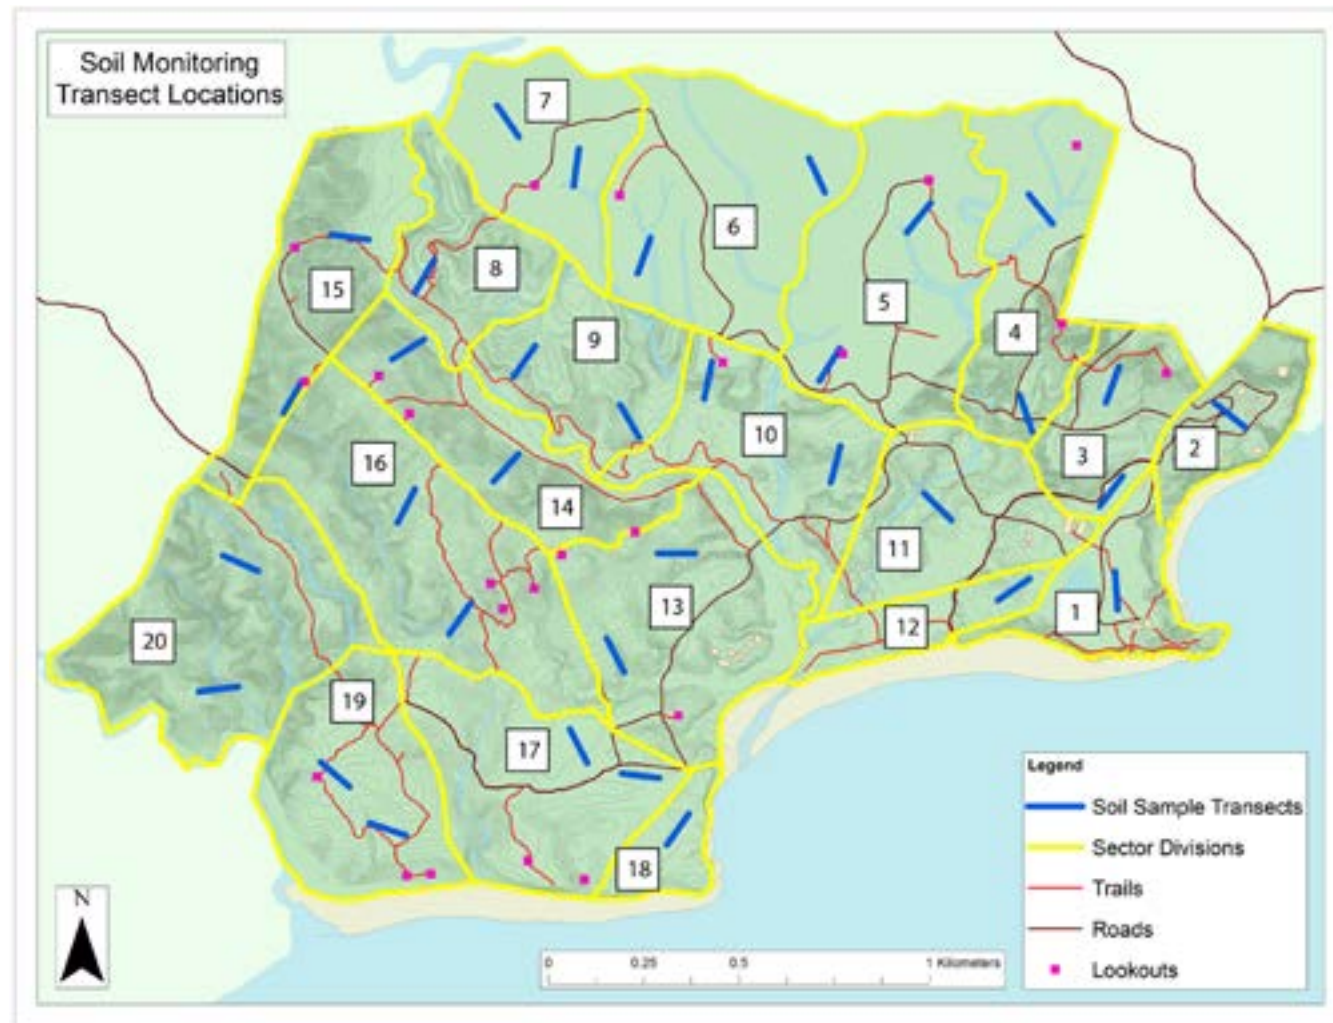 Soil Monitoring
Transect Locations
7
6
8
15
5
4
9
10
3
2
16
14
11
13
1
12
20
19
17
18
Legend
Soil Sample Transects
Sector Divisions
Trails
Roads
Lookouts
N
0 0.25 0.5 1 Kilometers